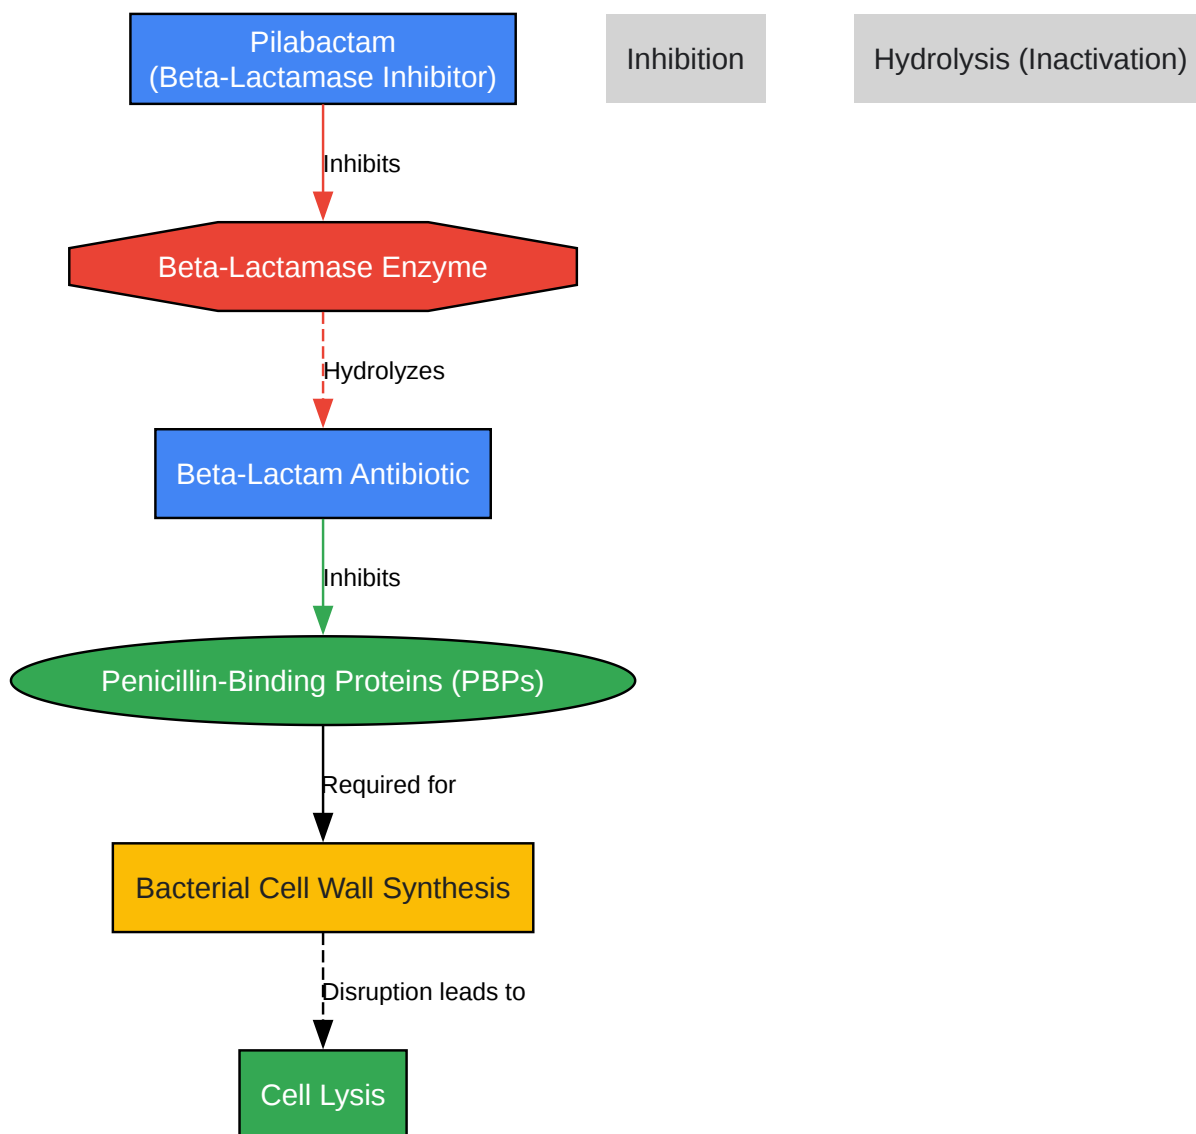 Pilabactam
(Beta-Lactamase Inhibitor)
Inhibition
Hydrolysis (Inactivation)
Inhibits
Beta-Lactamase Enzyme
Hydrolyzes
Beta-Lactam Antibiotic
Inhibits
Penicillin-Binding Proteins (PBPs)
Required for
Bacterial Cell Wall Synthesis
Disruption leads to
Cell Lysis